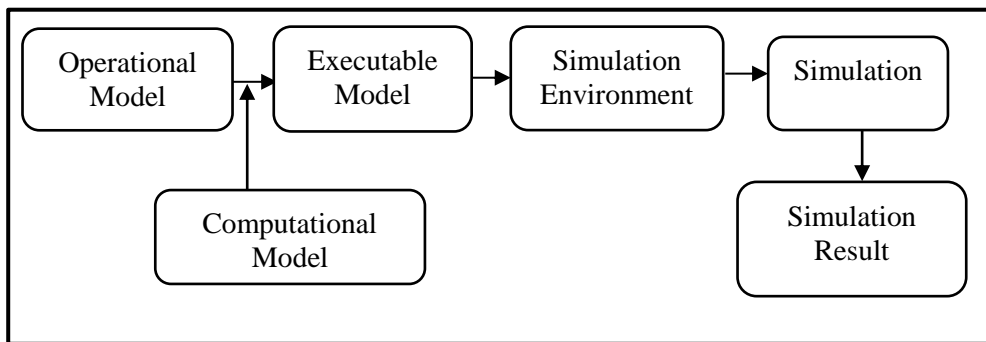 Operational
Model
Executable
Model
Simulation
Environment
Simulation
Computational
Model
Simulation
Result